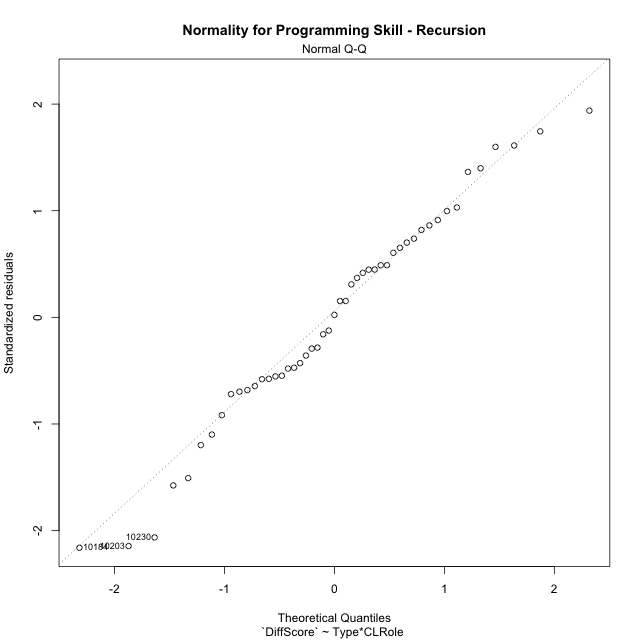 Normality for Programming Skill - Recursion
Normal Q-Q
Standardized residuals
2
1
0
-1
-2
10230
10203
-2
-1
0
1
2
Theoretical Quantiles
`DiffScore` ~ Type*CLRole